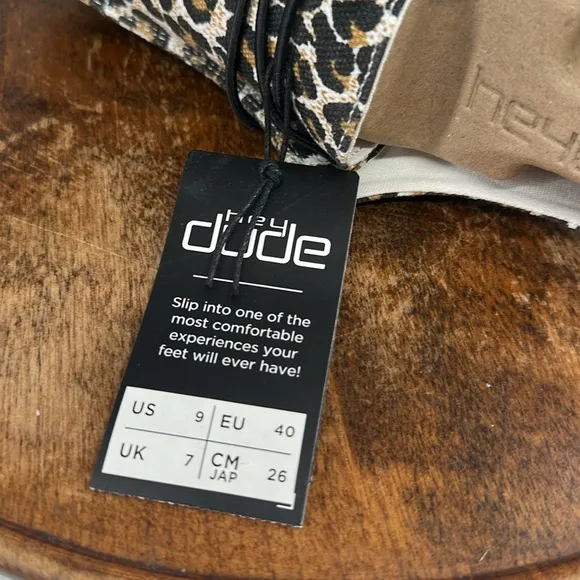 hey
hey
dude
Slip into one of the
most comfortable
experiences your
feet will ever have!
US 9 EU 40
UK 7 CM 26
JAP